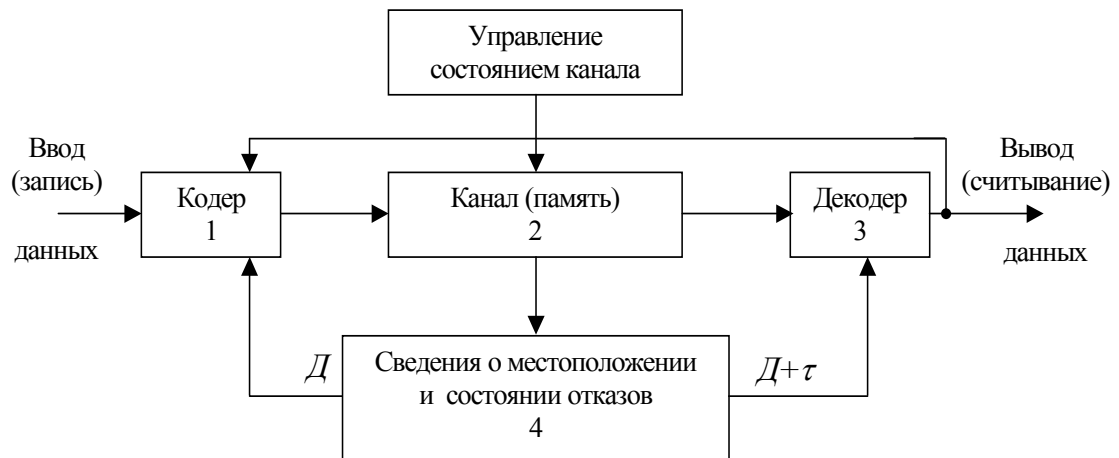 Управление
состоянием канала
Ввод
(запись)
данных
Кодер
1
Канал (память)
2
Декодер
3
Вывод
(считывание)
данных
Д
Сведения о местоположении
и состоянии отказов
4
Д+τ